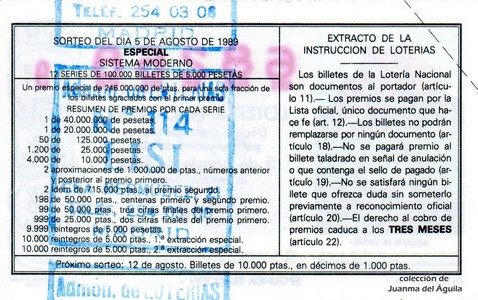 TELEF. 254 03 06
MADRID
SORTEO DEL DIA 5 DE AGOSTO DE 1989
ESPECIAL
SISTEMA MODERNO
12 SERIES DE 100.000 BILLETES DE 5.000 PESETAS
Un premio especial de 246.000.000 de ptas. para una sola fracción de
los billetes agraciados con el primer premio.
RESUMEN DE PREMIOS POR CADA SERIE
1 de 40.000.000 de pesetas.
1 de 20.000.000 de pesetas.
50 de 125.000 pesetas.
1.200 de 25.000 pesetas.
4.000 de 10.000 pesetas.
2 aproximaciones de 1.000.000 de ptas., números anterior
y posterior al primer premio.
2 ídem de 715.000 ptas., al premio segundo.
198 de 50.000 ptas., centenas primero y segundo premio.
99 de 50.000 ptas., tres cifras finales del premio primero.
999 de 25.000 ptas., dos cifras finales del premio primero.
9.999 reintegros de 5.000 pesetas.
10.000 reintegros de 5.000 ptas., 1.ª extracción especial.
10.000 reintegros de 5.000 ptas., 2.ª extracción especial.
114
EXTRACTO DE LA
INSTRUCCION DE LOTERIAS
Los billetes de la Lotería Nacional
son documentos al portador (artícu-
lo 11).— Los premios se pagan por la
Lista oficial, único documento que ha-
ce fe (art. 12).—Los billetes no podrán
remplazarse por ningún documento (ar-
tículo 18).—No se pagará premio al
billete taladrado en señal de anulación
o que contenga el sello de pagado (ar-
tículo 19).—No se satisfará ningún bi-
llete que ofrezca duda sin someterlo
previamente a reconocimiento oficial
(artículo 20).—El derecho al cobro de
premios caduca a los TRES MESES
(artículo 22).
Próximo sorteo: 12 de agosto. Billetes de 10.000 ptas., en décimos de 1.000 ptas.
Admón. de LOTERIAS
colección de
Juanma del Águila